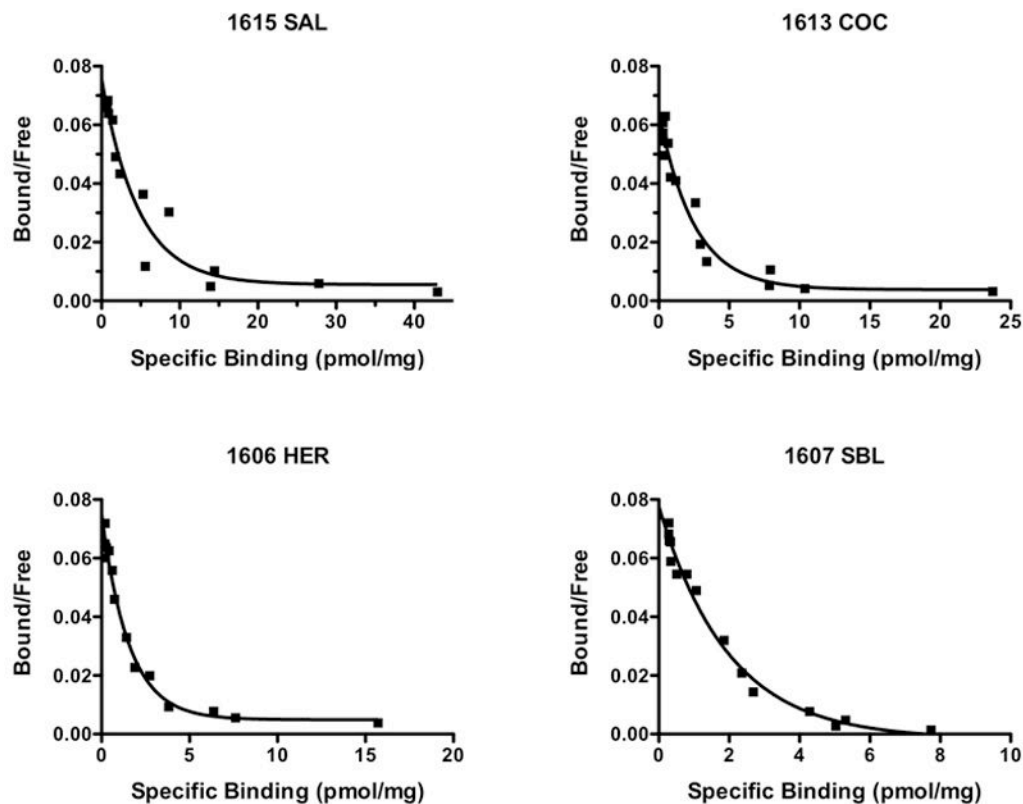 1615 SAL
0.08
0.06
0.04
0.02
0.00
Bound/Free
0 10 20 30 40
Specific Binding (pmol/mg)
1613 COC
0.08
0.06
0.04
0.02
0.00
Bound/Free
0 5 10 15 20 25
Specific Binding (pmol/mg)
1606 HER
0.08
0.06
0.04
0.02
0.00
Bound/Free
0 5 10 15 20
Specific Binding (pmol/mg)
1607 SBL
0.08
0.06
0.04
0.02
0.00
Bound/Free
0 2 4 6 8 10
Specific Binding (pmol/mg)